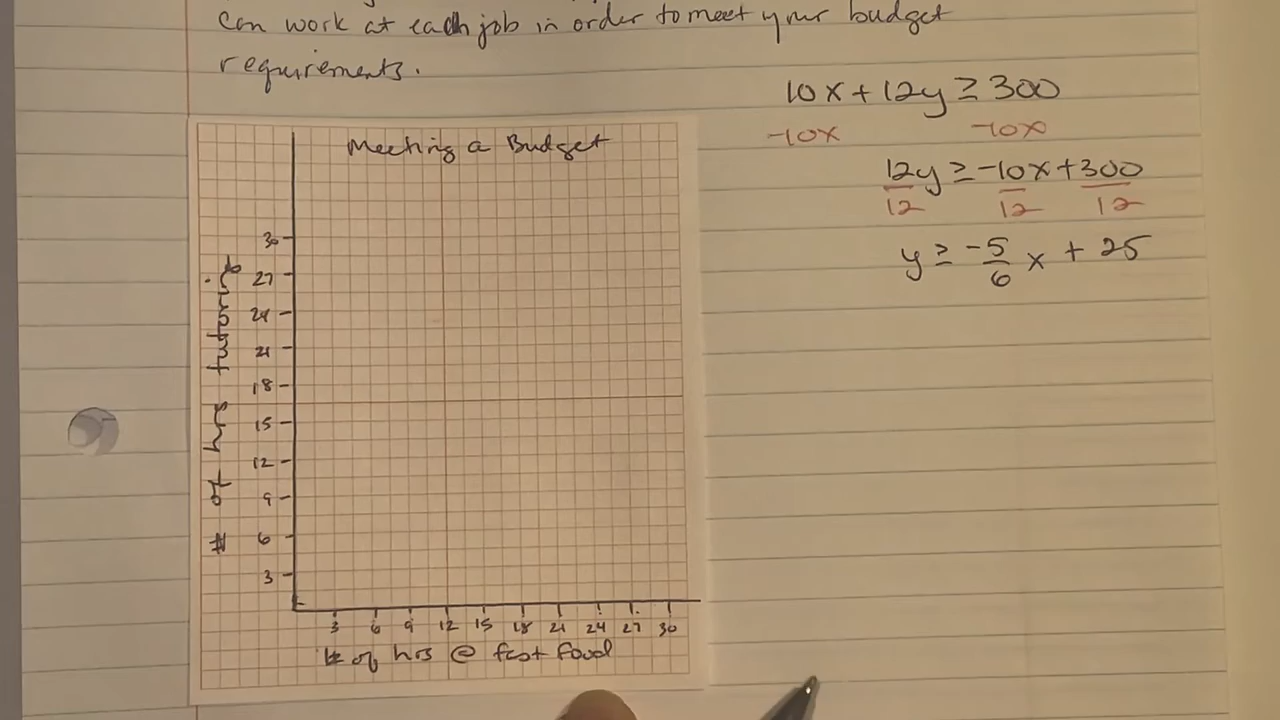 can work at each job in order to meet your budget
requirements.
10x + 12y ≥ 300
-10x -10x
12y ≥ -10x + 300
12 12 12
y ≥ -5/6 x + 25
Meeting a Budget
# of hrs tutoring
30
27
24
21
18
15
12
9
6
3
3 6 9 12 15 18 21 24 27 30
# of hrs @ fast food